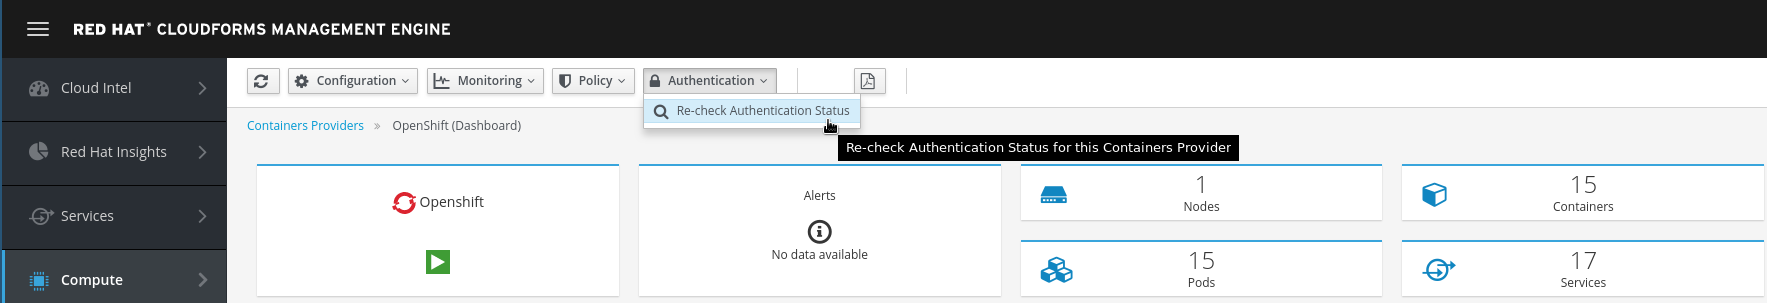 RED HAT® CLOUDFORMS MANAGEMENT ENGINE
Cloud Intel
Red Hat Insights
Services
Compute
Configuration
Monitoring
Policy
Authentication
Re-check Authentication Status
Re-check Authentication Status for this Containers Provider
Containers Providers » OpenShift (Dashboard)
Openshift
Alerts
No data available
1
Nodes
15
Containers
15
Pods
17
Services